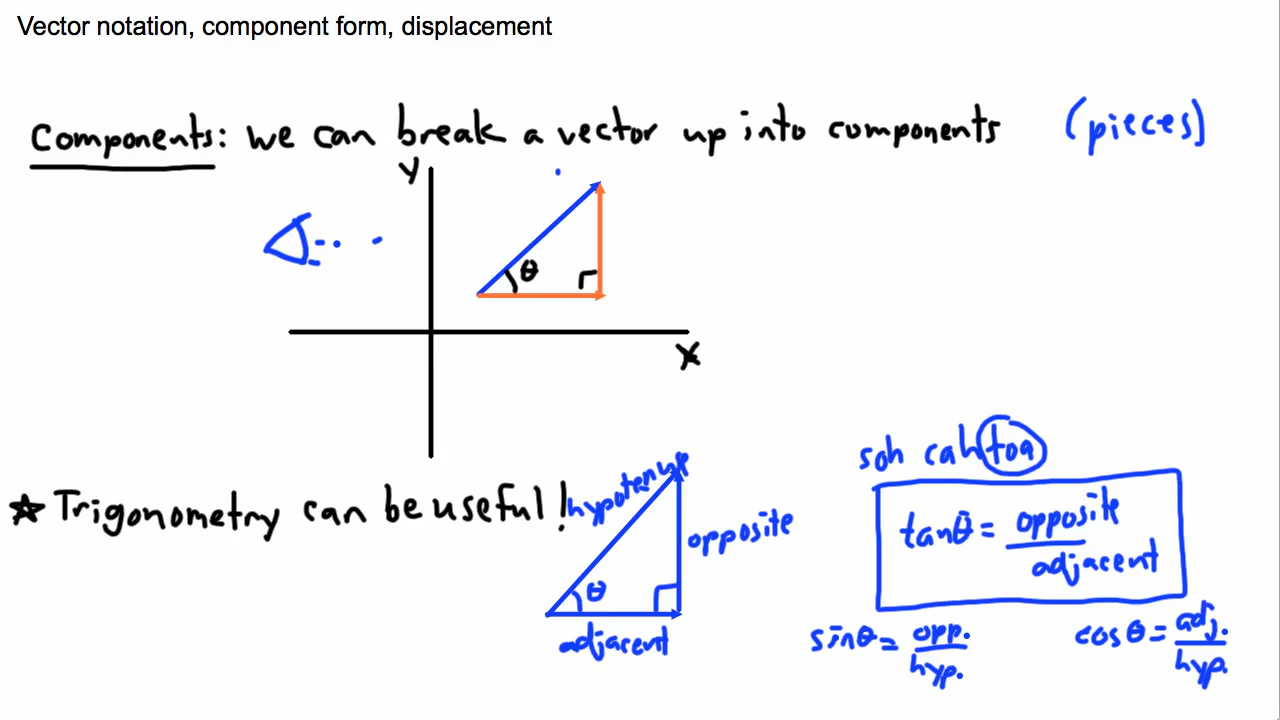 Vector notation, component form, displacement
Components: we can break a vector up into components (pieces)
y
θ
x
soh cah toa
★ Trigonometry can be useful!
hypotenuse
opposite
θ
adjacent
tanθ = opposite
adjacent
sinθ = opp.
hyp.
cosθ = adj.
hyp.